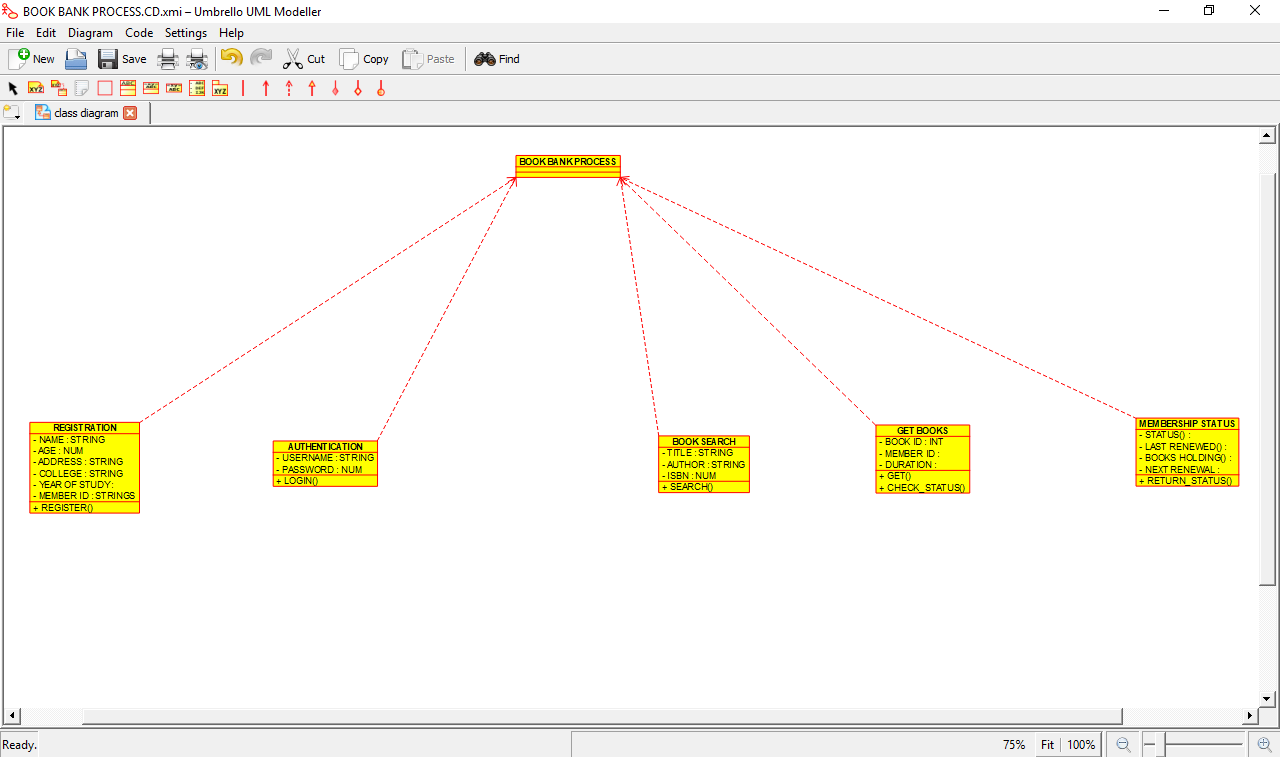 BOOK BANK PROCESS.CD.xmi – Umbrello UML Modeller
File Edit Diagram Code Settings Help
New Save Cut Copy Paste Find
class diagram
BOOK BANK PROCESS
REGISTRATION
- NAME : STRING
- AGE : NUM
- ADDRESS : STRING
- COLLEGE : STRING
- YEAR OF STUDY :
- MEMBER ID : STRINGS
+ REGISTER()
AUTHENTICATION
- USERNAME : STRING
- PASSWORD : NUM
+ LOGIN()
BOOK SEARCH
- TITLE : STRING
- AUTHOR : STRING
- ISBN : NUM
+ SEARCH()
GET BOOKS
- BOOK ID : INT
- MEMBER ID :
- DURATION :
+ GET()
+ CHECK_STATUS()
MEMBERSHIP STATUS
- STATUS() :
- LAST RENEWED() :
- BOOKS HOLDING() :
- NEXT RENEWAL :
+ RETURN_STATUS()
Ready. 75% Fit 100%